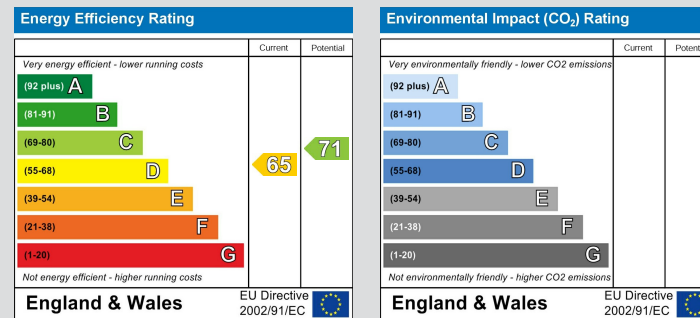 Energy Efficiency Rating
Current Potential
Very energy efficient - lower running costs
(92 plus) A
(81-91) B
(69-80) C
(55-68) D
(39-54) E
(21-38) F
(1-20) G
65
71
Not energy efficient - higher running costs
England & Wales
EU Directive
2002/91/EC
Environmental Impact (CO₂) Rating
Current Potent
Very environmentally friendly - lower CO2 emissions
(92 plus) A
(81-91) B
(69-80) C
(55-68) D
(39-54) E
(21-38) F
(1-20) G
Not environmentally friendly - higher CO2 emissions
England & Wales
EU Directive
2002/91/EC